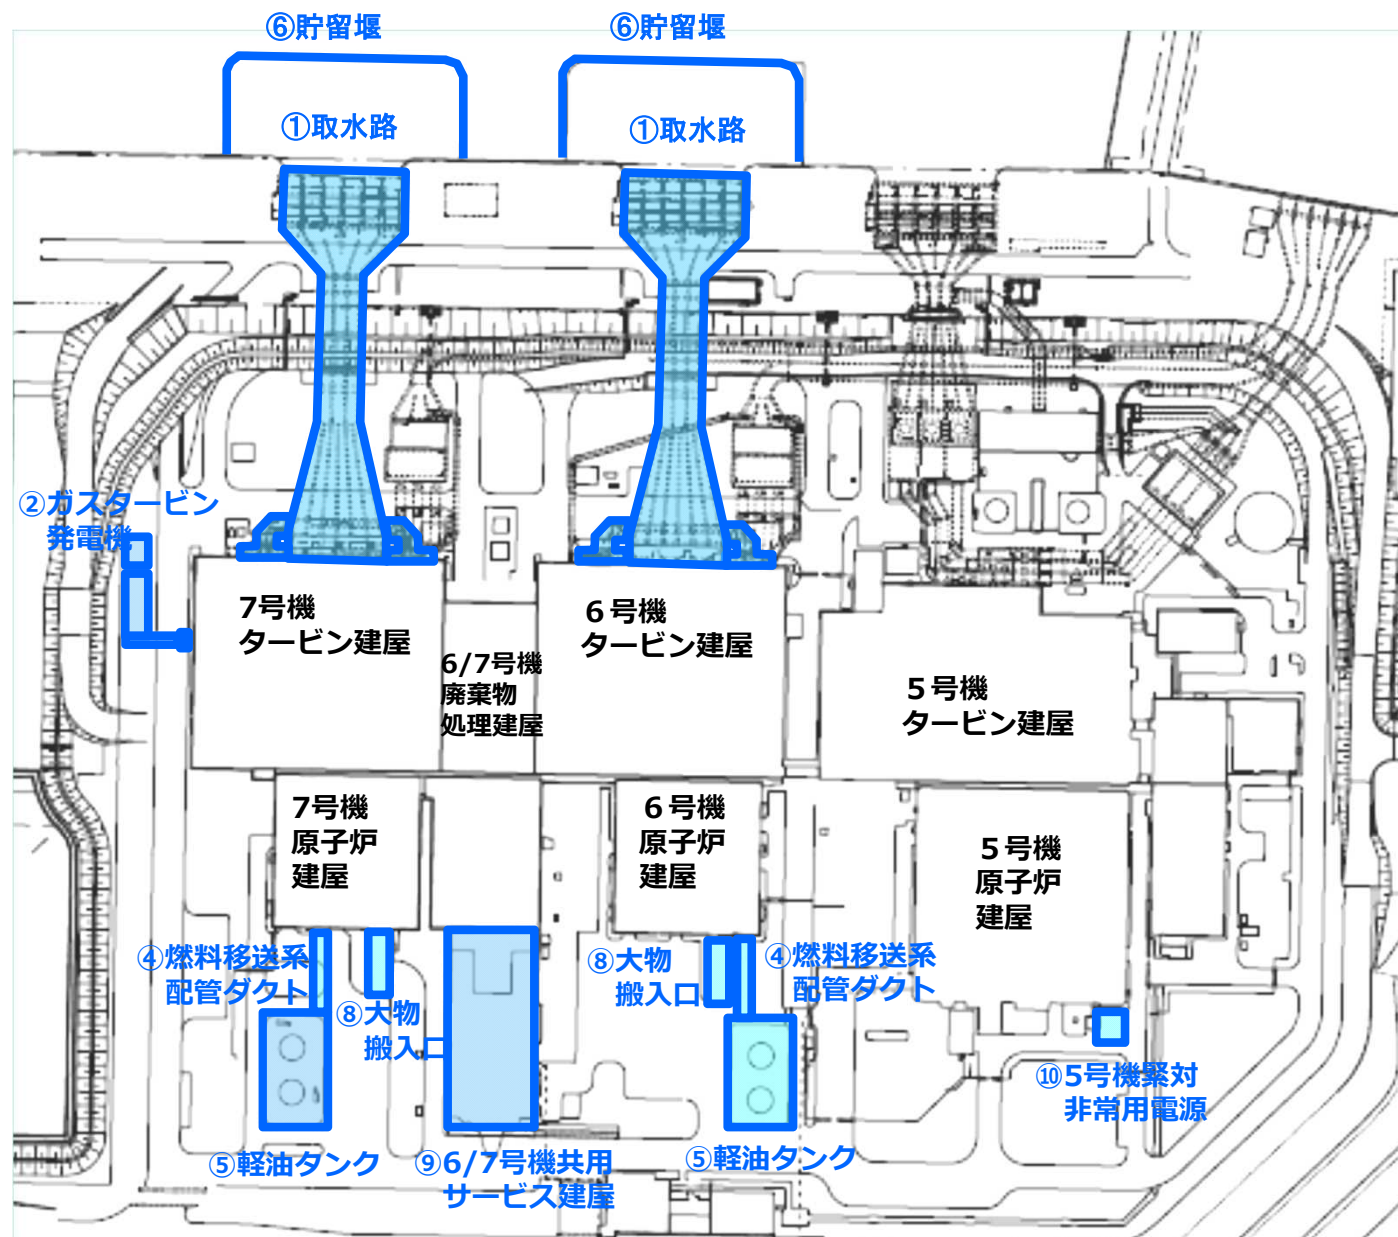 ⑥貯留堰
⑥貯留堰
①取水路
①取水路
②ガスタービン
発電機
7号機
タービン建屋
6/7号機
廃棄物
処理建屋
６号機
タービン建屋
５号機
タービン建屋
7号機
原子炉
建屋
６号機
原子炉
建屋
５号機
原子炉
建屋
④燃料移送系
配管ダクト
⑧大物
搬入口
⑧大物
搬入口
④燃料移送系
配管ダクト
⑩5号機緊対
非常用電源
⑤軽油タンク
⑨6/7号機共用
サービス建屋
⑤軽油タンク